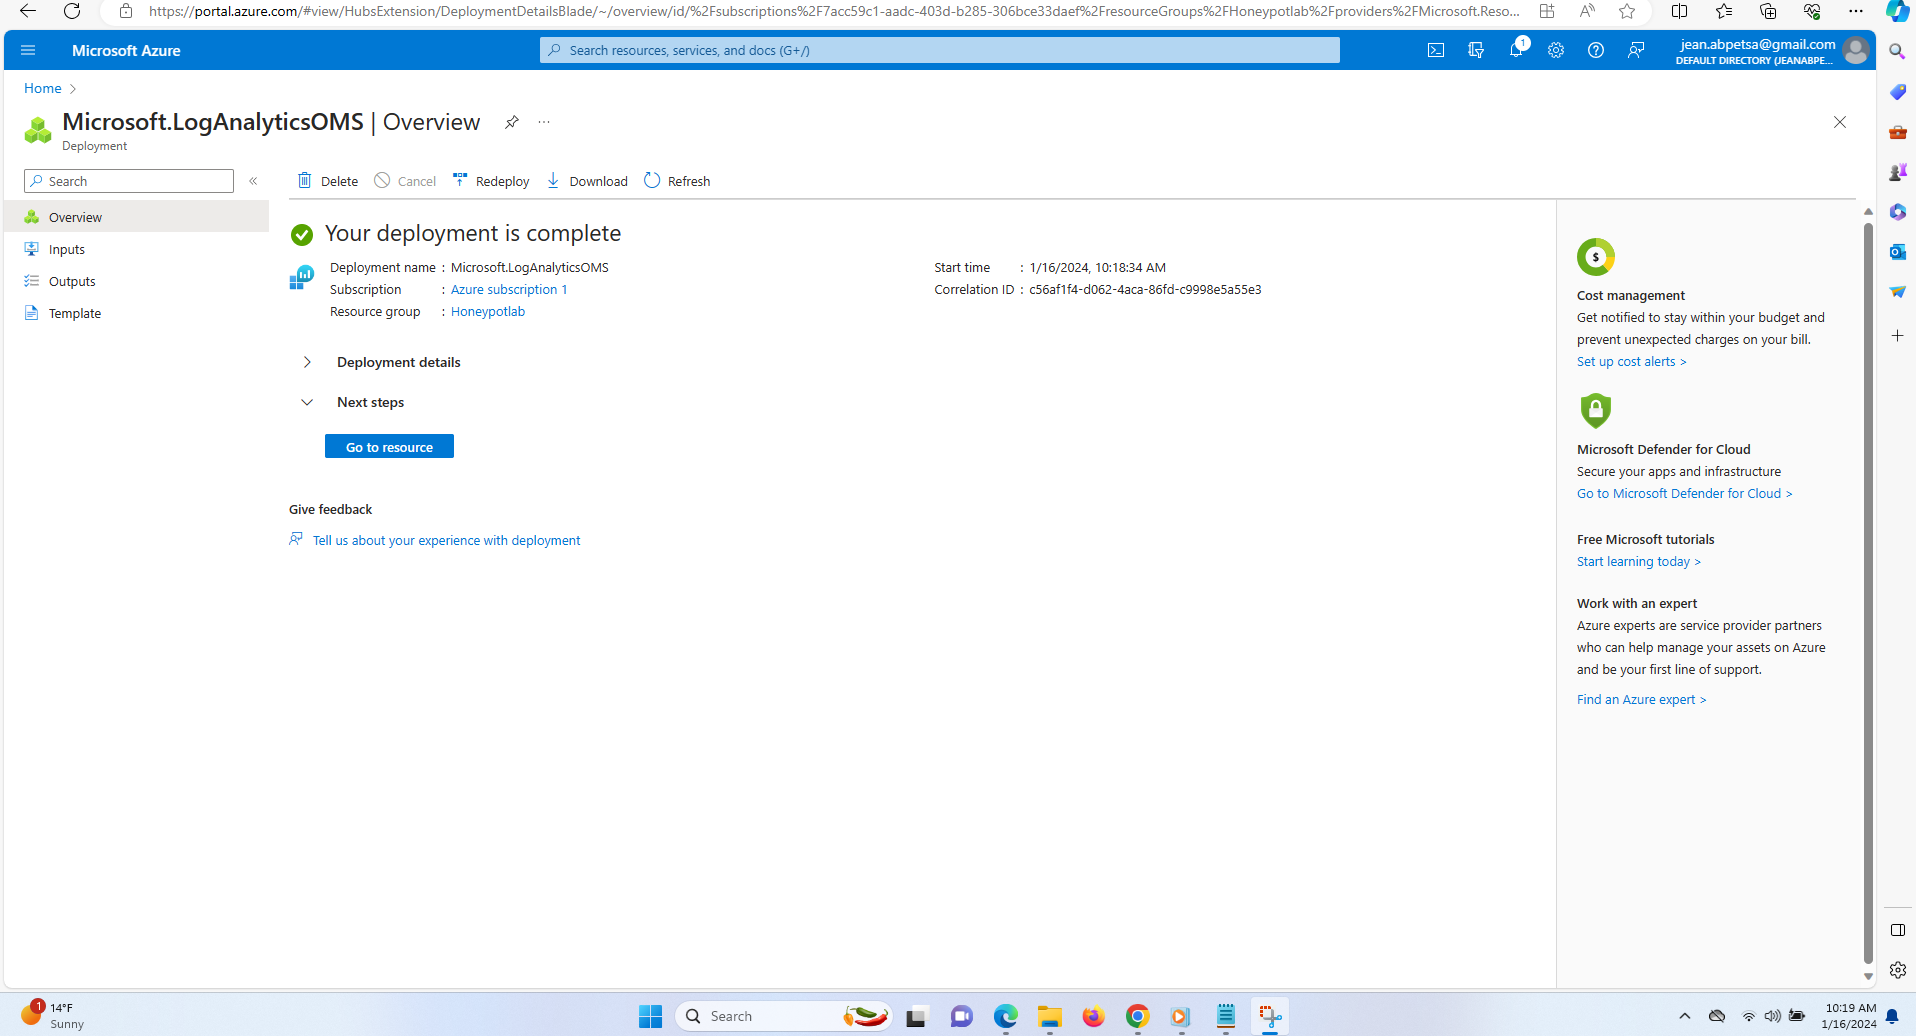 https://portal.azure.com/#view/HubsExtension/DeploymentDetailsBlade/~/overview/id/%2Fsubscriptions%2F7acc59c1-aadc-403d-b285-306bce33daef%2FresourceGroups%2FHoneypotlab%2Fproviders%2FMicrosoft.Reso...
Microsoft Azure
Search resources, services, and docs (G+/)
1
jean.abpetsa@gmail.com
DEFAULT DIRECTORY (JEANABPE...
Home
Microsoft.LogAnalyticsOMS | Overview
Deployment
Search
Delete
Cancel
Redeploy
Download
Refresh
Overview
Inputs
Outputs
Template
Your deployment is complete
Deployment name : Microsoft.LogAnalyticsOMS
Subscription : Azure subscription 1
Resource group : Honeypotlab
Start time : 1/16/2024, 10:18:34 AM
Correlation ID : c56af1f4-d062-4aca-86fd-c9998e5a55e3
Deployment details
Next steps
Go to resource
Give feedback
Tell us about your experience with deployment
Cost management
Get notified to stay within your budget and
prevent unexpected charges on your bill.
Set up cost alerts >
Microsoft Defender for Cloud
Secure your apps and infrastructure
Go to Microsoft Defender for Cloud >
Free Microsoft tutorials
Start learning today >
Work with an expert
Azure experts are service provider partners
who can help manage your assets on Azure
and be your first line of support.
Find an Azure expert >
1
14°F
Sunny
Search
10:19 AM
1/16/2024